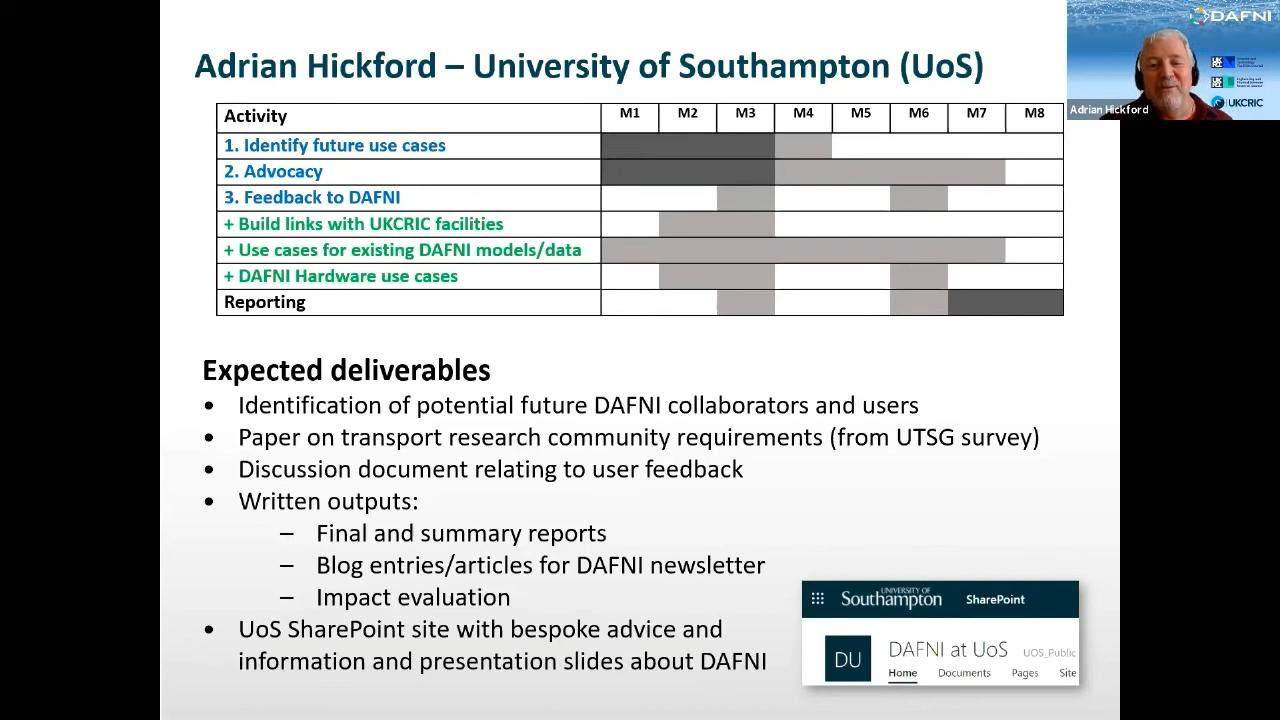 DAFNI
Adrian Hickford – University of Southampton (UoS)
Adrian Hickford
UKCRIC
Activity M1 M2 M3 M4 M5 M6 M7 M8
1. Identify future use cases
2. Advocacy
3. Feedback to DAFNI
+ Build links with UKCRIC facilities
+ Use cases for existing DAFNI models/data
+ DAFNI Hardware use cases
Reporting
Expected deliverables
• Identification of potential future DAFNI collaborators and users
• Paper on transport research community requirements (from UTSG survey)
• Discussion document relating to user feedback
• Written outputs:
– Final and summary reports
– Blog entries/articles for DAFNI newsletter
– Impact evaluation
• UoS SharePoint site with bespoke advice and
information and presentation slides about DAFNI
UNIVERSITY OF
Southampton SharePoint
DU DAFNI at UoS UOS_Public
Home Documents Pages Site